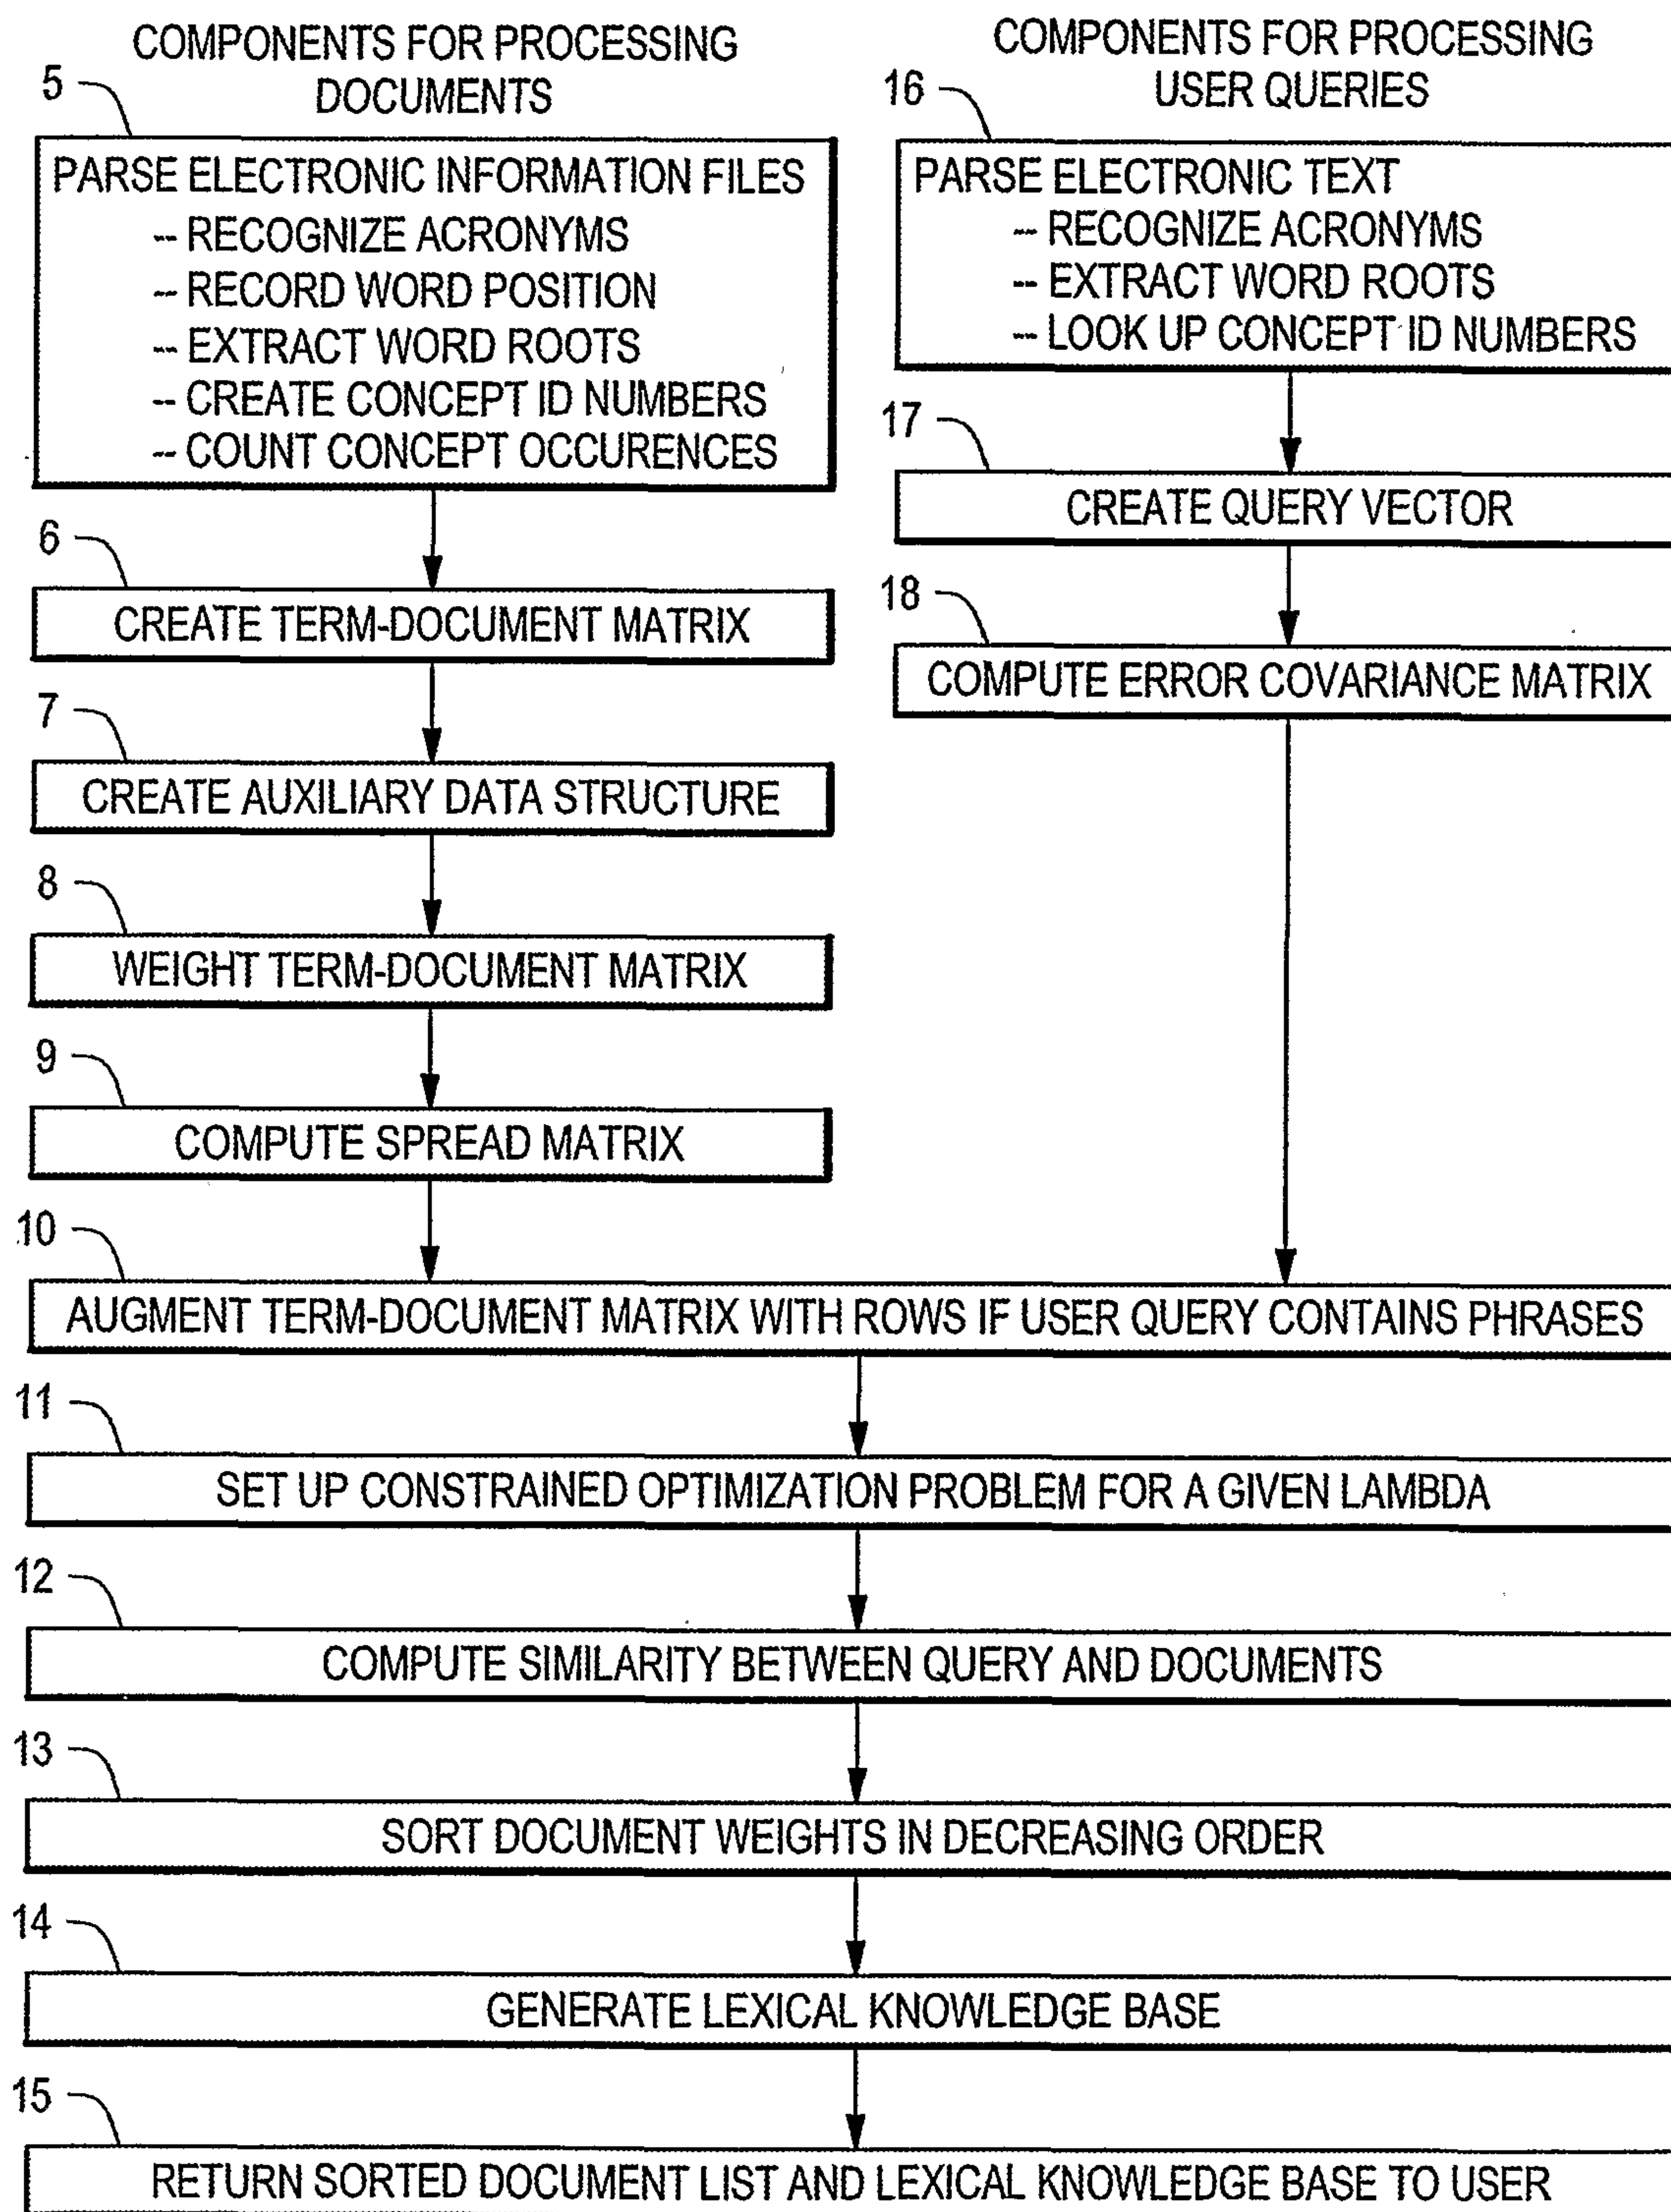 COMPONENTS FOR PROCESSING
DOCUMENTS
5
PARSE ELECTRONIC INFORMATION FILES
-- RECOGNIZE ACRONYMS
-- RECORD WORD POSITION
-- EXTRACT WORD ROOTS
-- CREATE CONCEPT ID NUMBERS
-- COUNT CONCEPT OCCURENCES
6
CREATE TERM-DOCUMENT MATRIX
7
CREATE AUXILIARY DATA STRUCTURE
8
WEIGHT TERM-DOCUMENT MATRIX
9
COMPUTE SPREAD MATRIX
COMPONENTS FOR PROCESSING
USER QUERIES
16
PARSE ELECTRONIC TEXT
-- RECOGNIZE ACRONYMS
-- EXTRACT WORD ROOTS
-- LOOK UP CONCEPT ID NUMBERS
17
CREATE QUERY VECTOR
18
COMPUTE ERROR COVARIANCE MATRIX
10
AUGMENT TERM-DOCUMENT MATRIX WITH ROWS IF USER QUERY CONTAINS PHRASES
11
SET UP CONSTRAINED OPTIMIZATION PROBLEM FOR A GIVEN LAMBDA
12
COMPUTE SIMILARITY BETWEEN QUERY AND DOCUMENTS
13
SORT DOCUMENT WEIGHTS IN DECREASING ORDER
14
GENERATE LEXICAL KNOWLEDGE BASE
15
RETURN SORTED DOCUMENT LIST AND LEXICAL KNOWLEDGE BASE TO USER